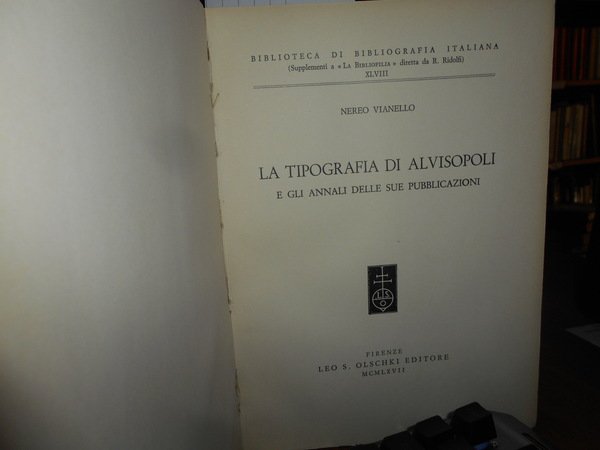 BIBLIOTECA DI BIBLIOGRAFIA ITALIANA
(Supplementi a «La Bibliofilia» diretta da R. Ridolfi)
XLVIII
NEREO VIANELLO
LA TIPOGRAFIA DI ALVISOPOLI
E GLI ANNALI DELLE SUE PUBBLICAZIONI
LS
O
FIRENZE
LEO S. OLSCHKI EDITORE
MCMLXVII